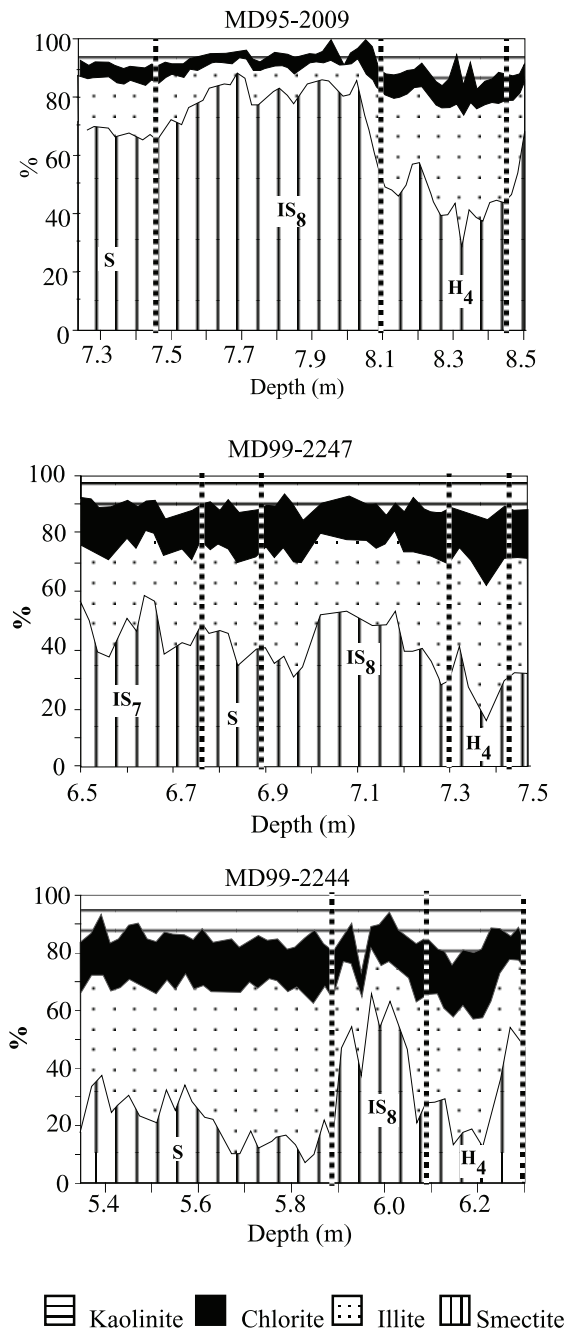 MD95-2009
100
80
60
%
40
20
0
S
IS8
H4
7.3 7.5 7.7 7.9 8.1 8.3 8.5
Depth (m)
MD99-2247
100
80
60
%
40
20
0
IS7
S
IS8
H4
6.5 6.7 6.9 7.1 7.3 7.5
Depth (m)
MD99-2244
100
80
60
%
40
20
0
S
IS8
H4
5.4 5.6 5.8 6.0 6.2
Depth (m)
Kaolinite Chlorite Illite Smectite